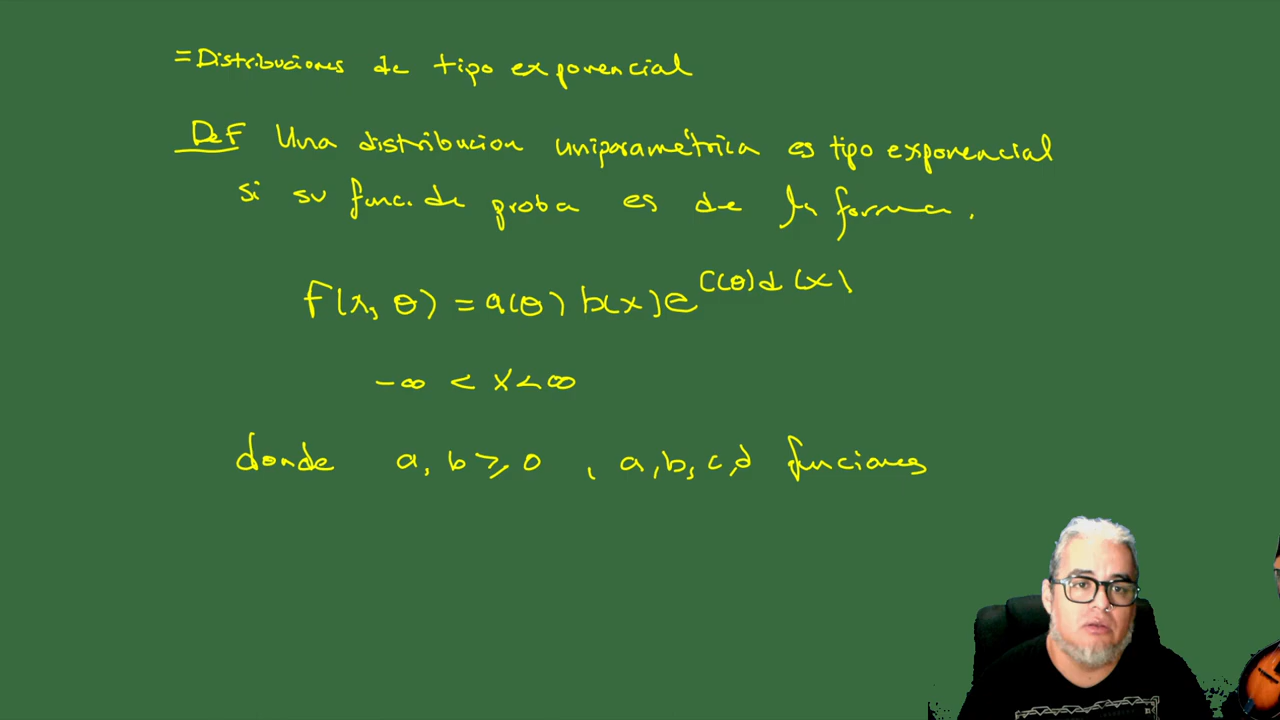 =Distribuciones de tipo exponencial
Def Una distribucion uniparamétrica es tipo exponencial
si su func. de proba es de la forma.
f(x, θ) = a(θ) b(x) e^{c(θ)d(x)}
-∞ < x < ∞
donde a, b ≥ 0 , a, b, c, d funciones